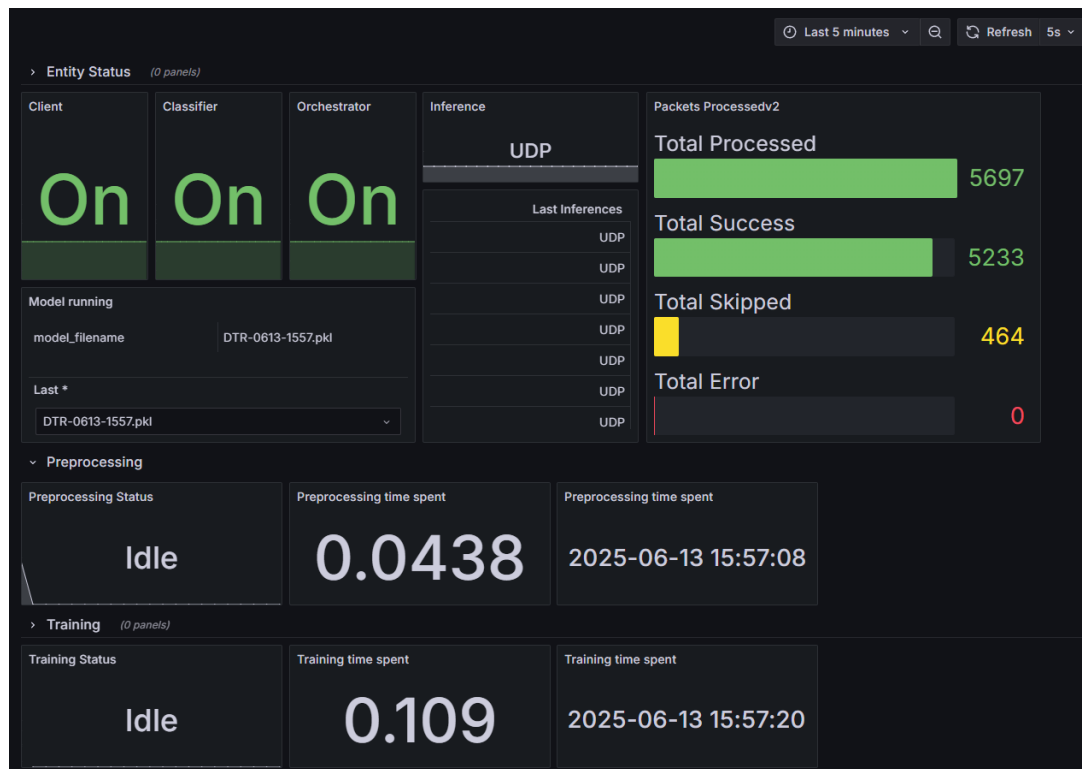 Last 5 minutes
Refresh 5s
Entity Status (0 panels)
Client
On
Classifier
On
Orchestrator
On
Inference
UDP
Last Inferences
UDP
UDP
UDP
UDP
UDP
UDP
UDP
Packets Processedv2
Total Processed
5697
Total Success
5233
Total Skipped
464
Total Error
0
Model running
model_filename DTR-0613-1557.pkl
Last *
DTR-0613-1557.pkl
Preprocessing
Preprocessing Status
Idle
Preprocessing time spent
0.0438
Preprocessing time spent
2025-06-13 15:57:08
Training (0 panels)
Training Status
Idle
Training time spent
0.109
Training time spent
2025-06-13 15:57:20